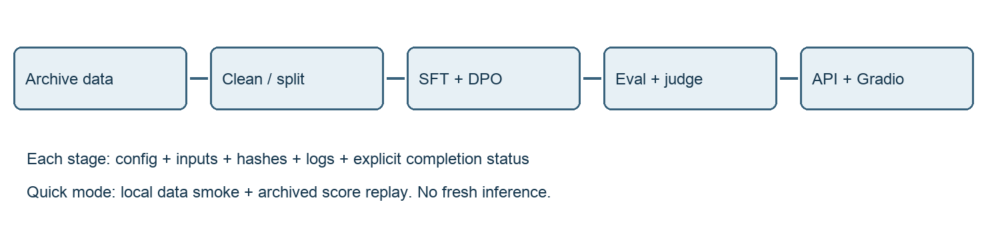 Archive data
Clean / split
SFT + DPO
Eval + judge
API + Gradio
Each stage: config + inputs + hashes + logs + explicit completion status
Quick mode: local data smoke + archived score replay. No fresh inference.